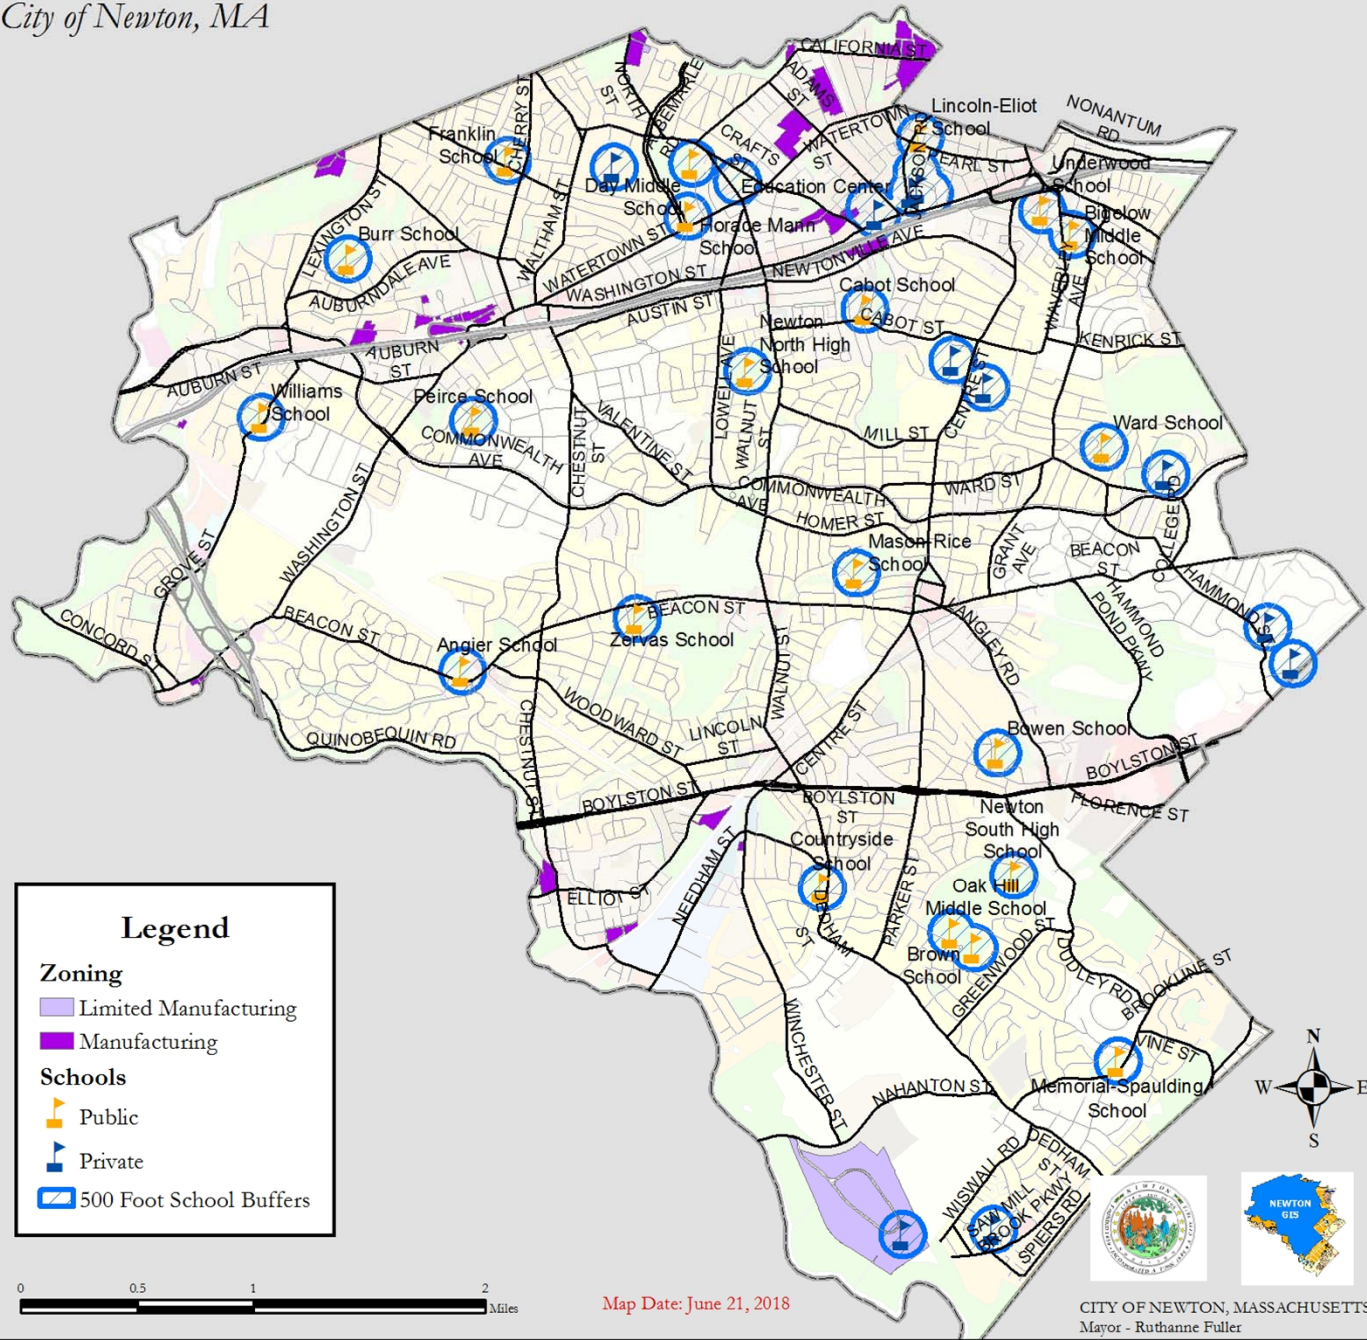 City of Newton, MA
CALIFORNIA ST
NORTH
ST
ALBEMARLE
RD
ADAMS
ST
CHERRY ST
Franklin
School
CRAFTS
ST
WATERTOWN
ST
Lincoln-Eliot
School
NONANTUM
RD
JACKSON RD
PEARL ST
Underwood
School
Day Middle
School
Education Center
Horace Mann
School
Bigelow
Middle
School
LEXINGTON ST
Burr School
WALTHAM ST
WATERTOWN ST
AUBURNDALE AVE
WASHINGTON ST
NEWTONVILLE AVE
AUSTIN ST
Cabot School
CABOT ST
WAVERLEY
AVE
KENRICK ST
Newton
North High
School
AUBURN
ST
AUBURN ST
Williams
School
Peirce School
COMMONWEALTH
AVE
CHESTNUT
ST
VALENTINE ST
LOWELL AVE
WALNUT
ST
MILL ST
CENTRE ST
Ward School
WARD ST
COMMONWEALTH
AVE
HOMER ST
WASHINGTON ST
GROVE ST
Mason-Rice
School
GRANT
AVE
BEACON
ST
COLLEGE RD
HAMMOND ST
HAMMOND
POND PKWY
LANGLEY RD
CONCORD ST
BEACON ST
Angier School
BEACON ST
Zervas School
WALNUT ST
QUINOBEQUIN RD
CHESTNUT ST
WOODWARD ST
LINCOLN
ST
CENTRE ST
Bowen School
BOYLSTON ST
BOYLSTON ST
BOYLSTON
ST
FLORENCE ST
Newton
South High
School
Countryside
School
NEEDHAM ST
ELLIOT ST
DEDHAM
ST
PARKER ST
Oak Hill
Middle School
Brown
School
GREENWOOD ST
DUDLEY RD
BROOKLINE ST
VINE ST
WINCHESTER ST
NAHANTON ST
Memorial-Spaulding
School
WISWALL RD
DEDHAM
ST
SAW MILL
BROOK PKWY
SPIERS RD
Legend
Zoning
Limited Manufacturing
Manufacturing
Schools
Public
Private
500 Foot School Buffers
N
W E
S
NEWTON
GIS
0 0.5 1 2
Miles
Map Date: June 21, 2018
CITY OF NEWTON, MASSACHUSETTS
Mayor - Ruthanne Fuller